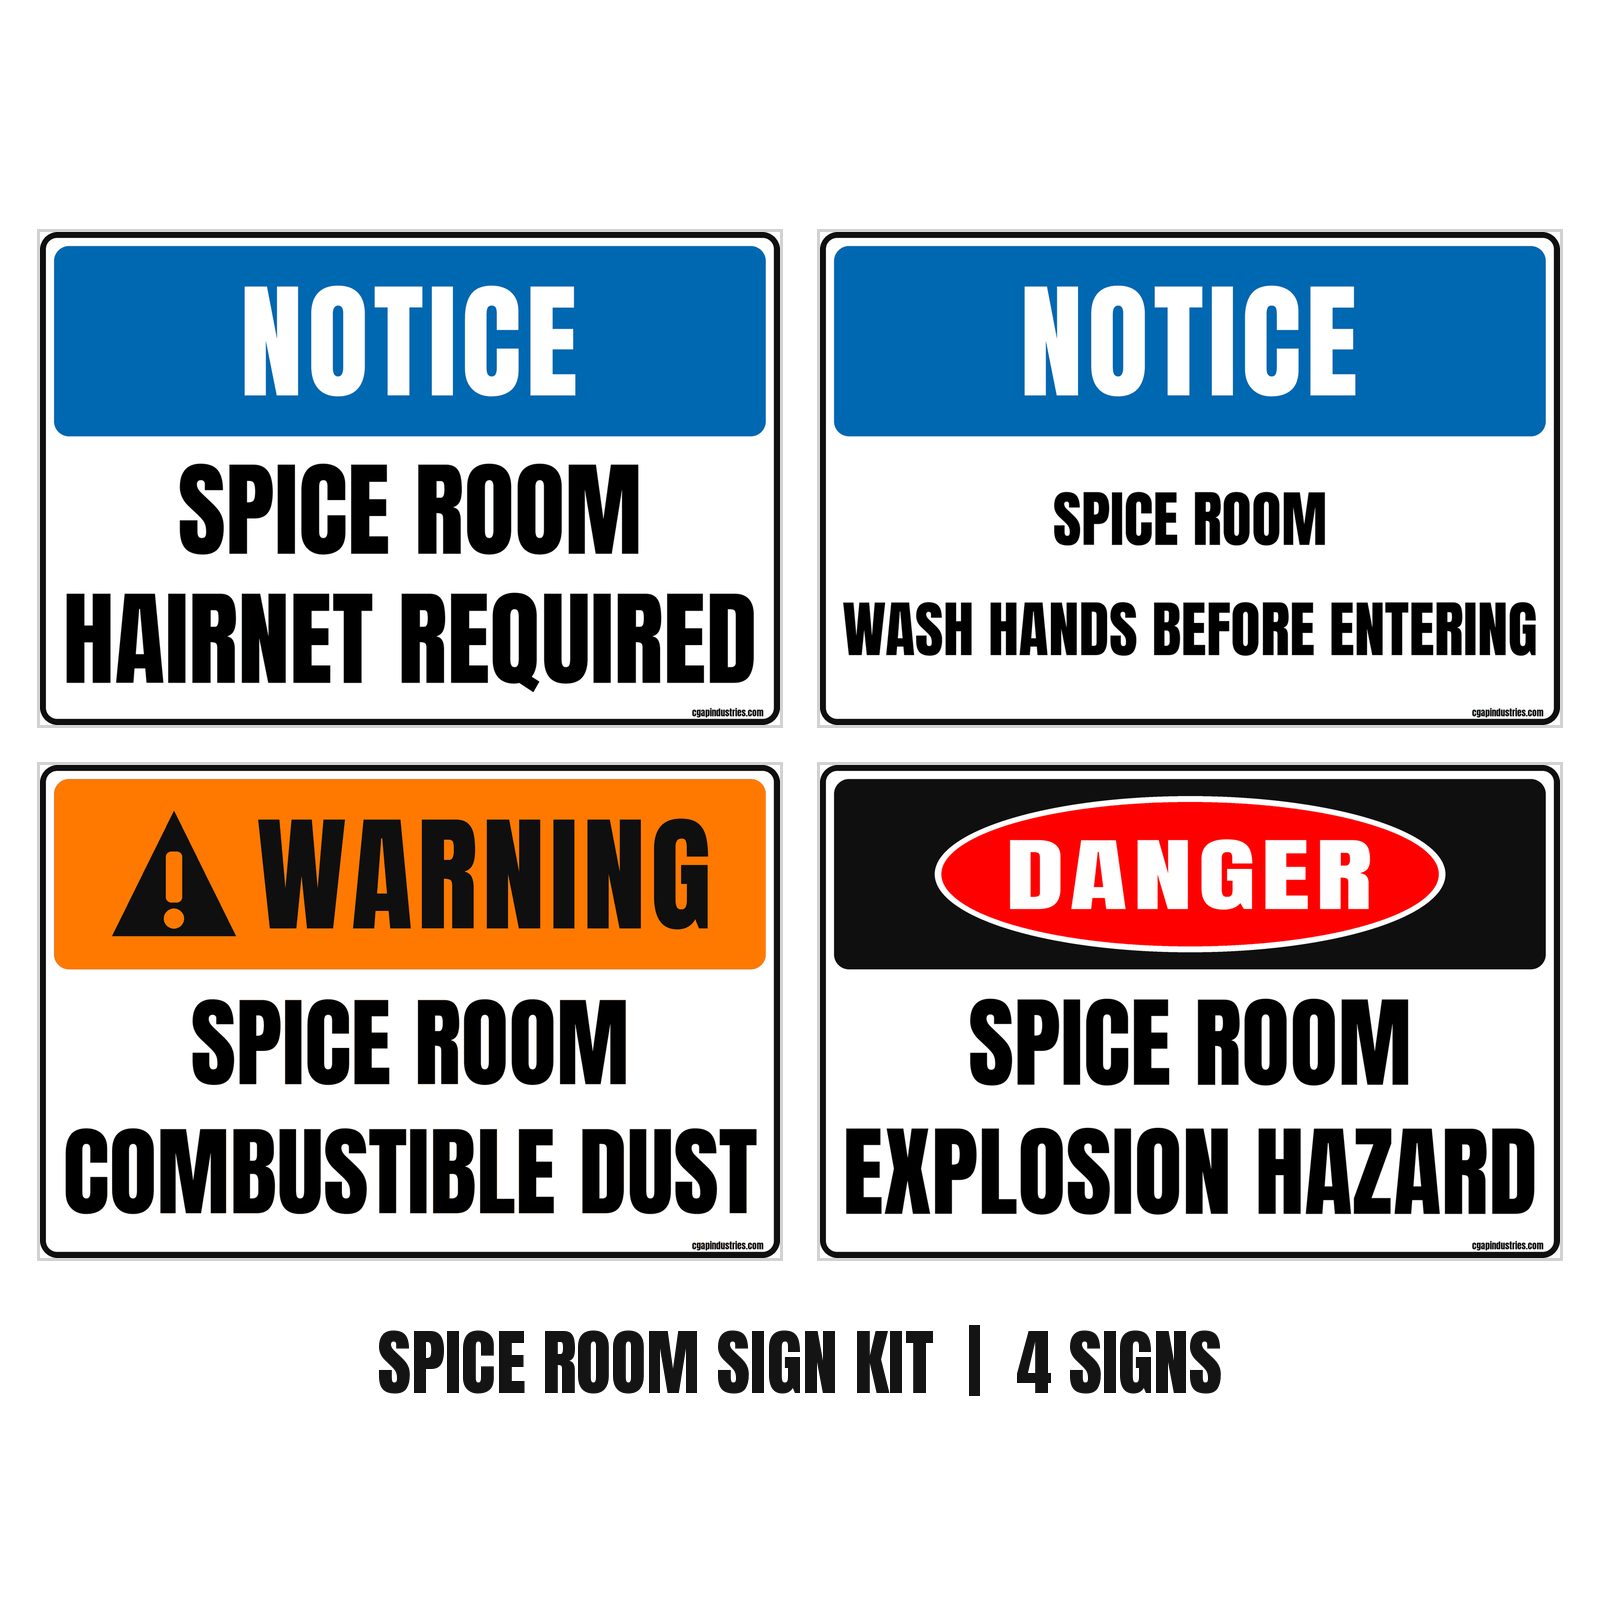 NOTICE
SPICE ROOM
HAIRNET REQUIRED
cgapindustries.com
NOTICE
SPICE ROOM
WASH HANDS BEFORE ENTERING
cgapindustries.com
WARNING
SPICE ROOM
COMBUSTIBLE DUST
cgapindustries.com
DANGER
SPICE ROOM
EXPLOSION HAZARD
cgapindustries.com
SPICE ROOM SIGN KIT | 4 SIGNS